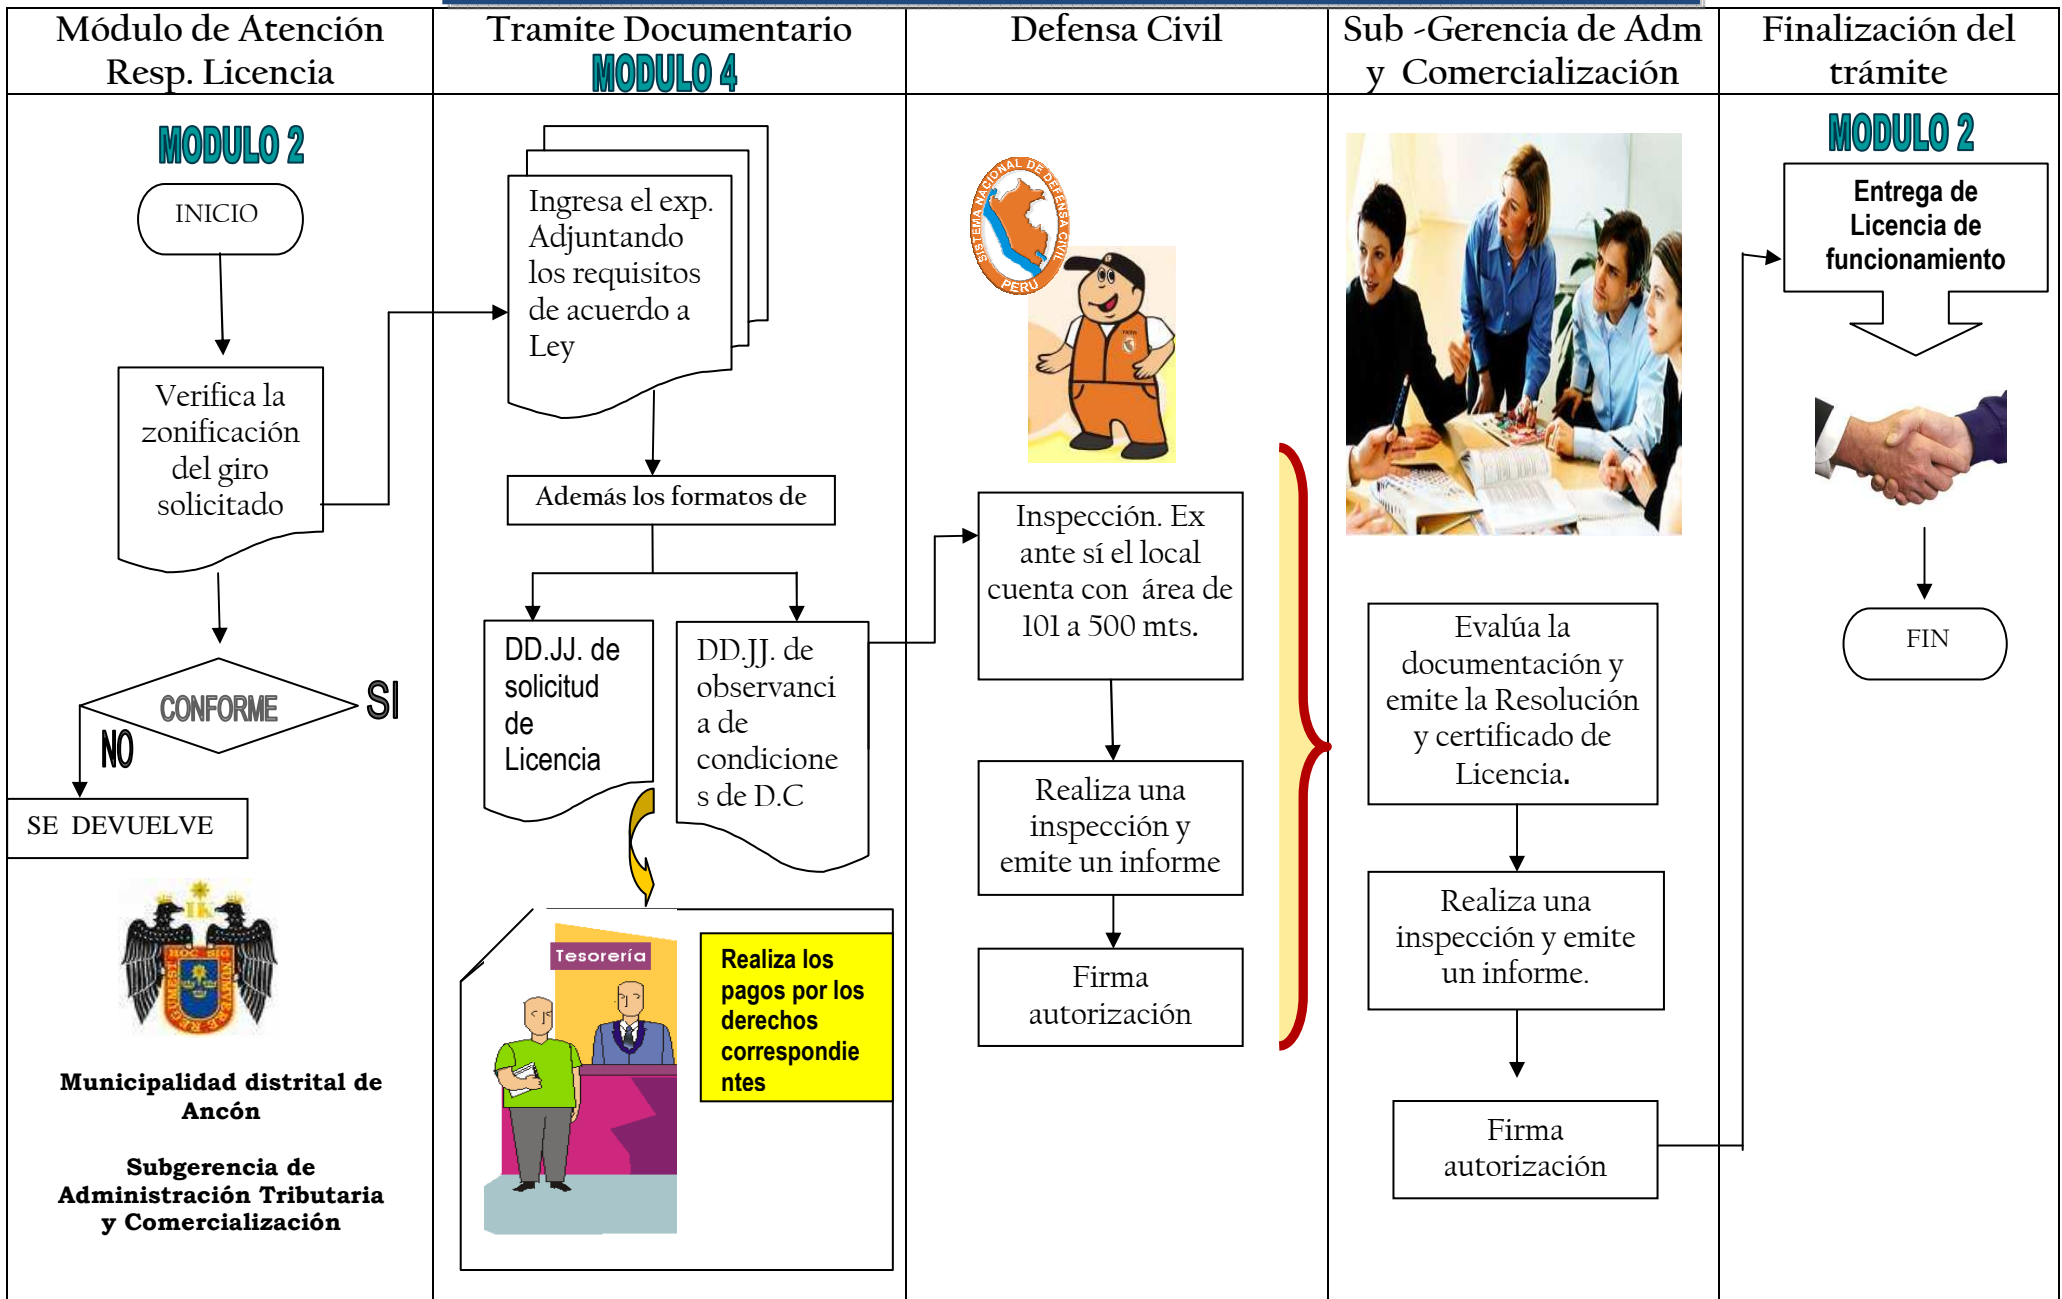 Módulo de Atención
Resp. Licencia
MODULO 2
INICIO
Verifica la
zonificación
del giro
solicitado
CONFORME
SI
NO
SE DEVUELVE
Municipalidad distrital de
Ancón
Subgerencia de
Administración Tributaria
y Comercialización
Tramite Documentario
MODULO 4
Ingresa el exp.
Adjuntando
los requisitos
de acuerdo a
Ley
Además los formatos de
DD.JJ. de
solicitud
de
Licencia
DD.JJ. de
observanci
a de
condicione
s de D.C
Tesorería
Realiza los
pagos por los
derechos
correspondie
ntes
Defensa Civil
SISTEMA NACIONAL DE DEFENSA CIVIL
PERU
Inspección. Ex
ante sí el local
cuenta con área de
101 a 500 mts.
Realiza una
inspección y
emite un informe
Firma
autorización
Sub -Gerencia de Adm
y Comercialización
Evalúa la
documentación y
emite la Resolución
y certificado de
Licencia.
Realiza una
inspección y emite
un informe.
Firma
autorización
Finalización del
trámite
MODULO 2
Entrega de
Licencia de
funcionamiento
FIN